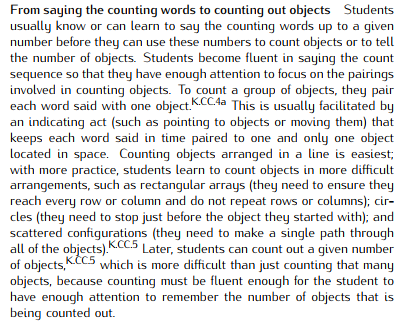 From saying the counting words to counting out objects Students
usually know or can learn to say the counting words up to a given
number before they can use these numbers to count objects or to tell
the number of objects. Students become fluent in saying the count
sequence so that they have enough attention to focus on the pairings
involved in counting objects. To count a group of objects, they pair
each word said with one object.K.CC.4a This is usually facilitated by
an indicating act (such as pointing to objects or moving them) that
keeps each word said in time paired to one and only one object
located in space. Counting objects arranged in a line is easiest;
with more practice, students learn to count objects in more difficult
arrangements, such as rectangular arrays (they need to ensure they
reach every row or column and do not repeat rows or columns); cir-
cles (they need to stop just before the object they started with); and
scattered configurations (they need to make a single path through
all of the objects).K.CC.5 Later, students can count out a given number
of objects,K.CC.5 which is more difficult than just counting that many
objects, because counting must be fluent enough for the student to
have enough attention to remember the number of objects that is
being counted out.